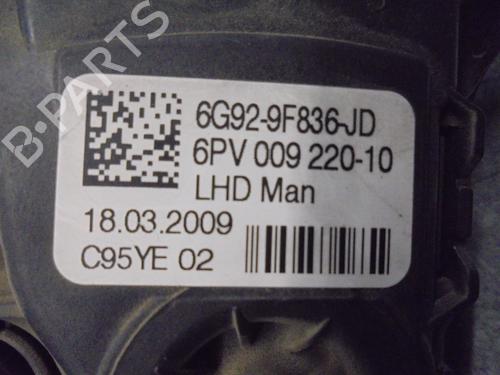 B-PARTS
6G92-9F836-JD
6PV 009 220-10
LHD Man
18.03.2009
C95YE 02